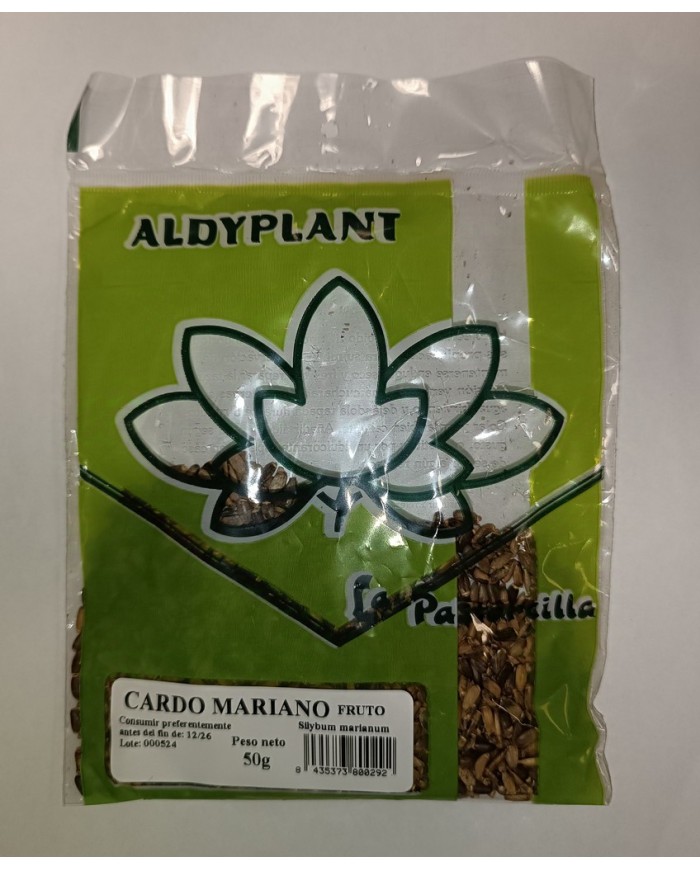 ALDYPLANT
La Pastorcilla
CARDO MARIANO FRUTO
Consumir preferentemente
antes del fin de: 12/26
Lote: 000524
Peso neto
50g
Silybum marianum
8 435373 800292